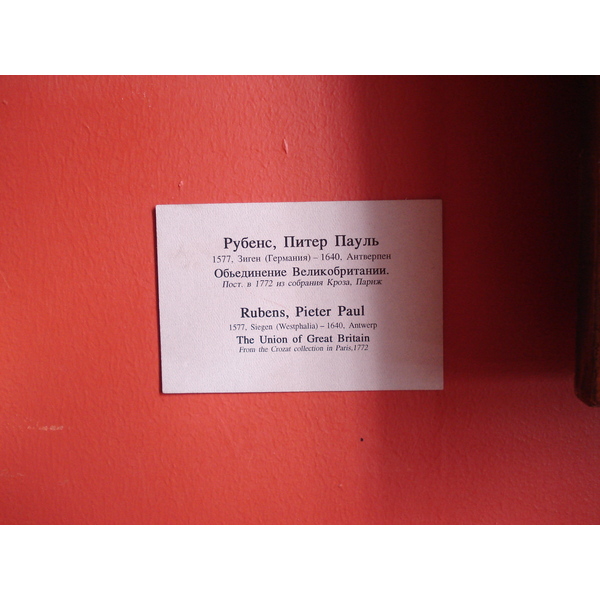 Рубенс, Питер Пауль
1577, Зиген (Германия) – 1640, Антверпен
Объединение Великобритании.
Пост. в 1772 из собрания Кроза, Париж
Rubens, Pieter Paul
1577, Siegen (Westphalia) – 1640, Antwerp
The Union of Great Britain
From the Crozat collection in Paris,1772